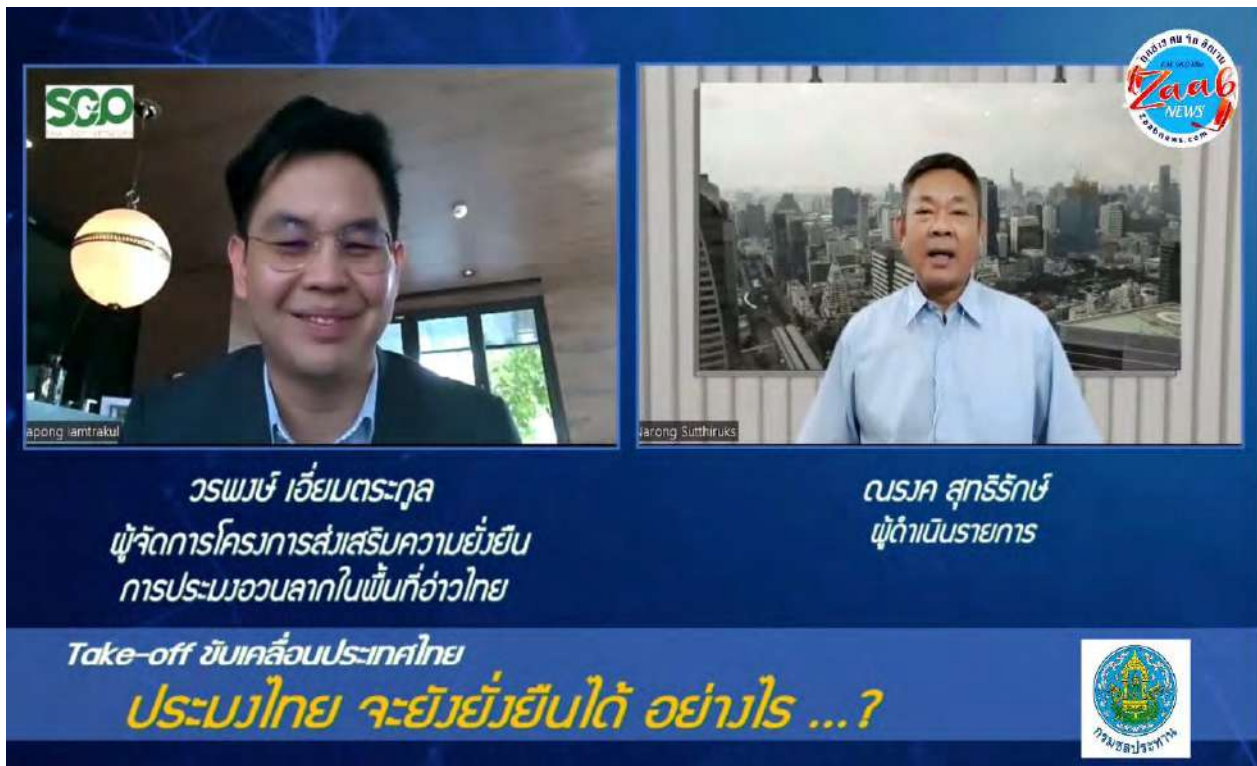 SGO
Zaab
NEWS
zaabnews.com
apong Iamtrakul
Narong Sutthiruks
วรพงษ์ เอี่ยมตระกูล
ผู้จัดการโครงการส่งเสริมความยั่งยืน
การประมงอวนลากในพื้นที่อ่าวไทย
ณรงค สุทธิรักษ์
ผู้ดำเนินรายการ
Take-off ขับเคลื่อนประเทศไทย
ประมงไทย จะยังยั่งยืนได้ อย่างไร ...?
กรมชลประทาน